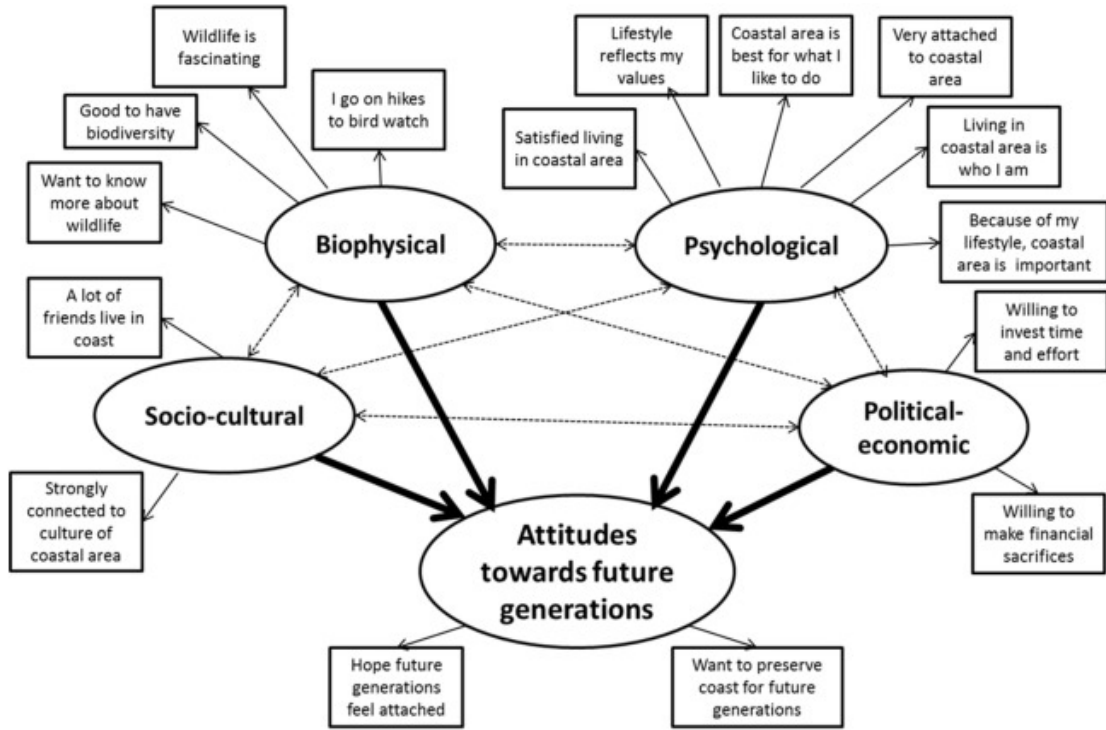 Wildlife is
fascinating
Good to have
biodiversity
I go on hikes
to bird watch
Want to know
more about
wildlife
Biophysical
Lifestyle
reflects my
values
Coastal area is
best for what I
like to do
Very attached
to coastal
area
Satisfied living
in coastal area
Living in
coastal area is
who I am
Psychological
Because of my
lifestyle, coastal
area is important
A lot of
friends live in
coast
Socio-cultural
Strongly
connected to
culture of
coastal area
Willing to
invest time
and effort
Political-
economic
Willing to
make financial
sacrifices
Attitudes
towards future
generations
Hope future
generations
feel attached
Want to preserve
coast for future
generations